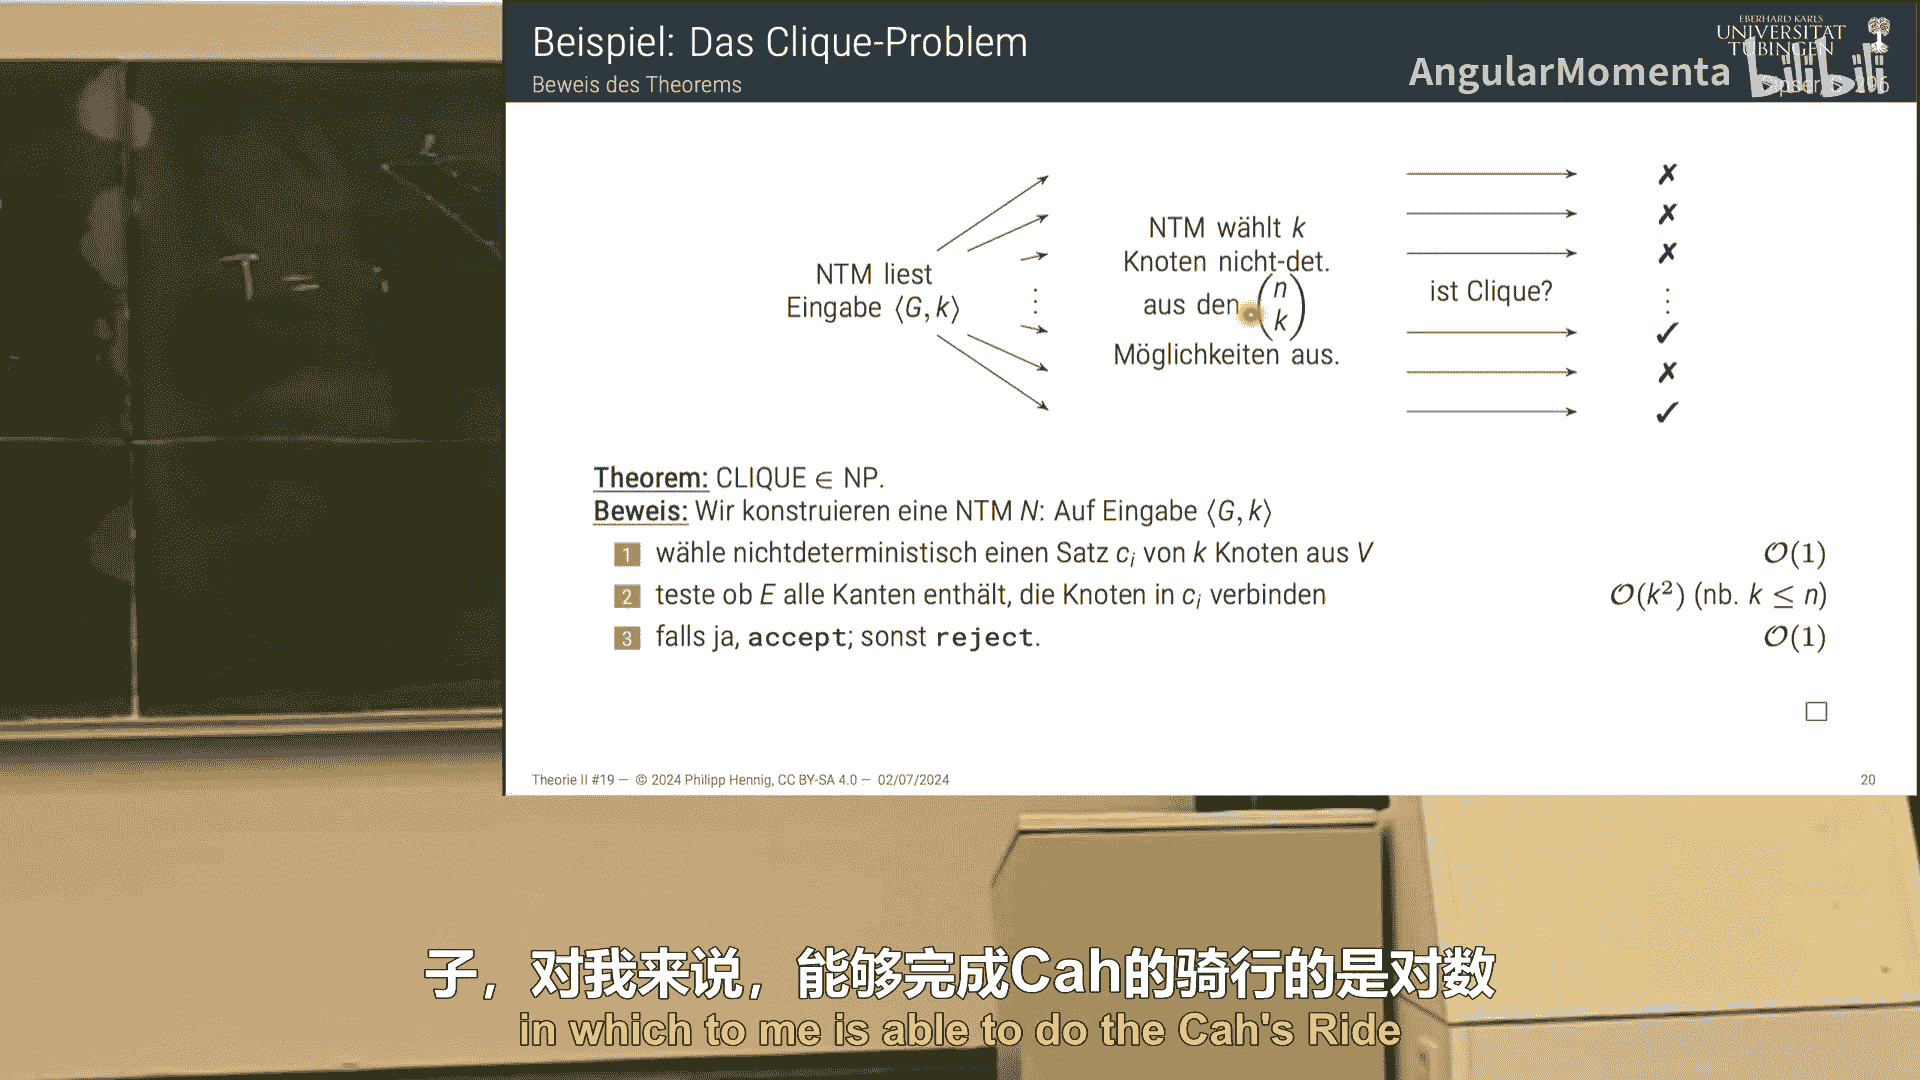 Beispiel: Das Clique-Problem
Beweis des Theorems
EBERHARD KARLS
UNIVERSITÄT
TÜBINGEN
AngularMomenta
bilibili
NTM liest
Eingabe ⟨G, k⟩
NTM wählt k
Knoten nicht-det.
aus den (n k)
Möglichkeiten aus.
ist Clique?
✗
✗
✗
⋮
✓
✗
✓
Theorem: CLIQUE ∈ NP.
Beweis: Wir konstruieren eine NTM N: Auf Eingabe ⟨G, k⟩
1 wähle nichtdeterministisch einen Satz cᵢ von k Knoten aus V 𝒪(1)
2 teste ob E alle Kanten enthält, die Knoten in cᵢ verbinden 𝒪(k²) (nb. k ≤ n)
3 falls ja, accept; sonst reject. 𝒪(1)
□
Theorie II #19 — © 2024 Philipp Hennig, CC BY-SA 4.0 — 02/07/2024 20
子，对我来说，能够完成Cah的骑行的是对数
in which to me is able to do the Cah's Ride